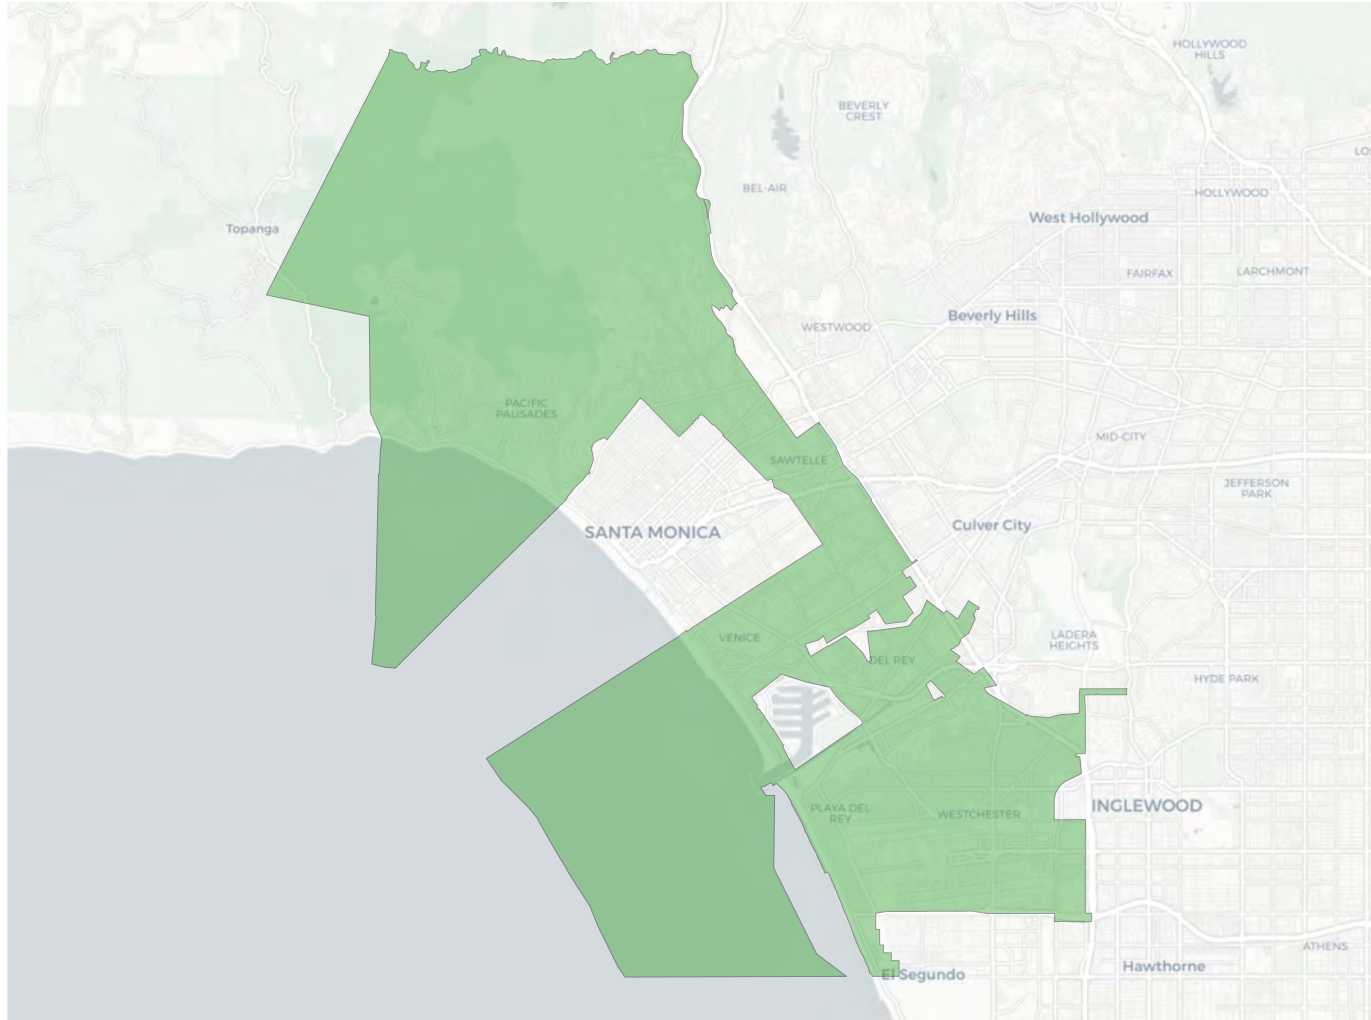 HOLLYWOOD
HILLS
BEVERLY
CREST
BEL-AIR
HOLLYWOOD
West Hollywood
Topanga
FAIRFAX
LARCHMONT
Beverly Hills
WESTWOOD
PACIFIC
PALISADES
MID-CITY
SAWTELLE
JEFFERSON
PARK
SANTA MONICA
Culver City
VENICE
LADERA
HEIGHTS
DEL REY
HYDE PARK
PLAYA DEL
REY
WESTCHESTER
INGLEWOOD
ATHENS
El Segundo
Hawthorne